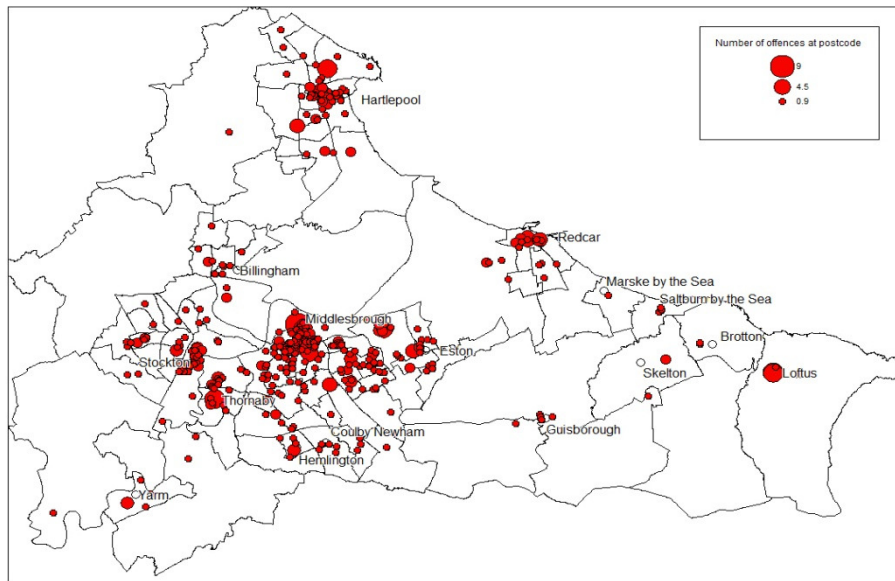 Number of offences at postcode
9
4.5
0.9
Hartlepool
Redcar
Billingham
Marske by the Sea
Saltburn by the Sea
Middlesbrough
Brotton
Eston
Stockton
Skelton
Loftus
Thornaby
Guisborough
Coulby Newham
Hemlington
Yarm